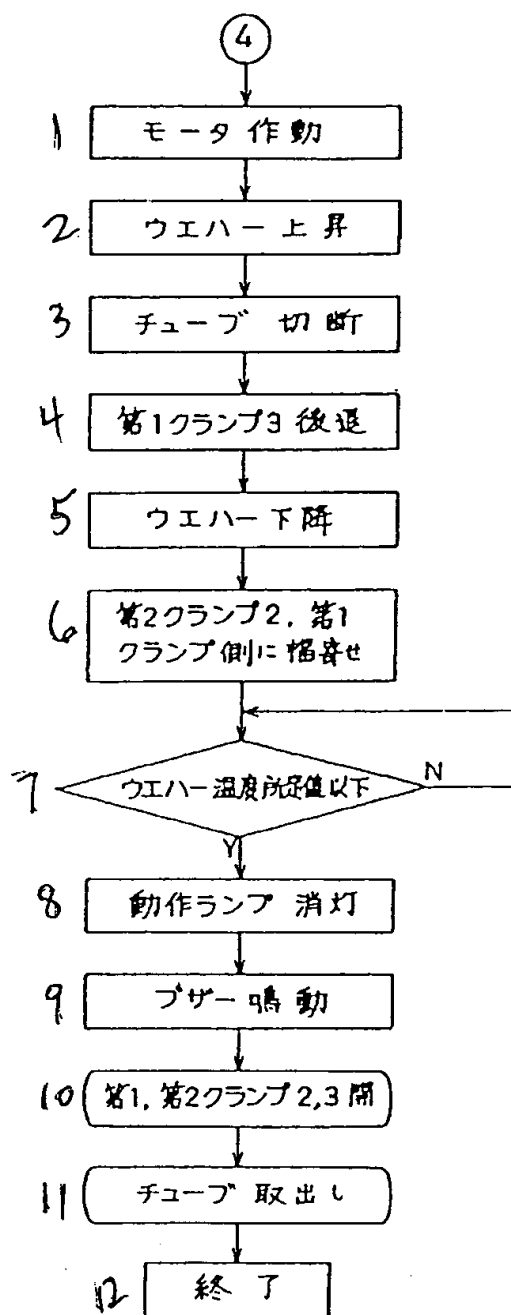 4
1 モータ作動
2 ウエハー上昇
3 チューブ 切断
4 第1クランプ3 後退
5 ウエハー下降
6 第2クランプ2, 第1
クランプ側に幅寄せ
7 ウエハー温度所定値以下 N
Y
8 動作ランプ 消灯
9 ブザー鳴動
10 第1, 第2クランプ2,3 開
11 チューブ 取出し
12 終了